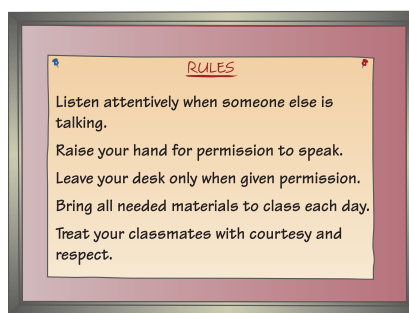 RULES
Listen attentively when someone else is
talking.
Raise your hand for permission to speak.
Leave your desk only when given permission.
Bring all needed materials to class each day.
Treat your classmates with courtesy and
respect.